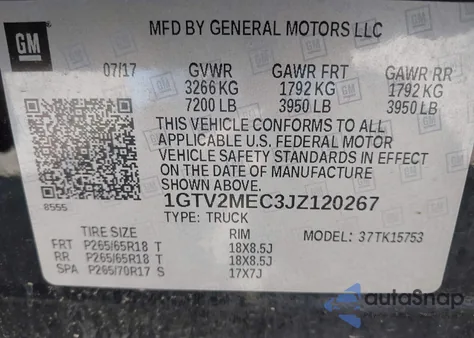 GM
MFD BY GENERAL MOTORS LLC
07/17 GVWR GAWR FRT GAWR RR
3266 KG 1792 KG 1792 KG
7200 LB 3950 LB 3950 LB
THIS VEHICLE CONFORMS TO ALL
APPLICABLE U.S. FEDERAL MOTOR
VEHICLE SAFETY STANDARDS IN EFFECT
ON THE DATE OF MANUFACTURE
SHOWN ABOVE.
8555 1GTV2MEC3JZ120267
TYPE: TRUCK
TIRE SIZE RIM MODEL: 37TK15753
FRT P265/65R18 T 18X8.5J
RR P265/65R18 T 18X8.5J
SPA P265/70R17 S 17X7J
autoSnap